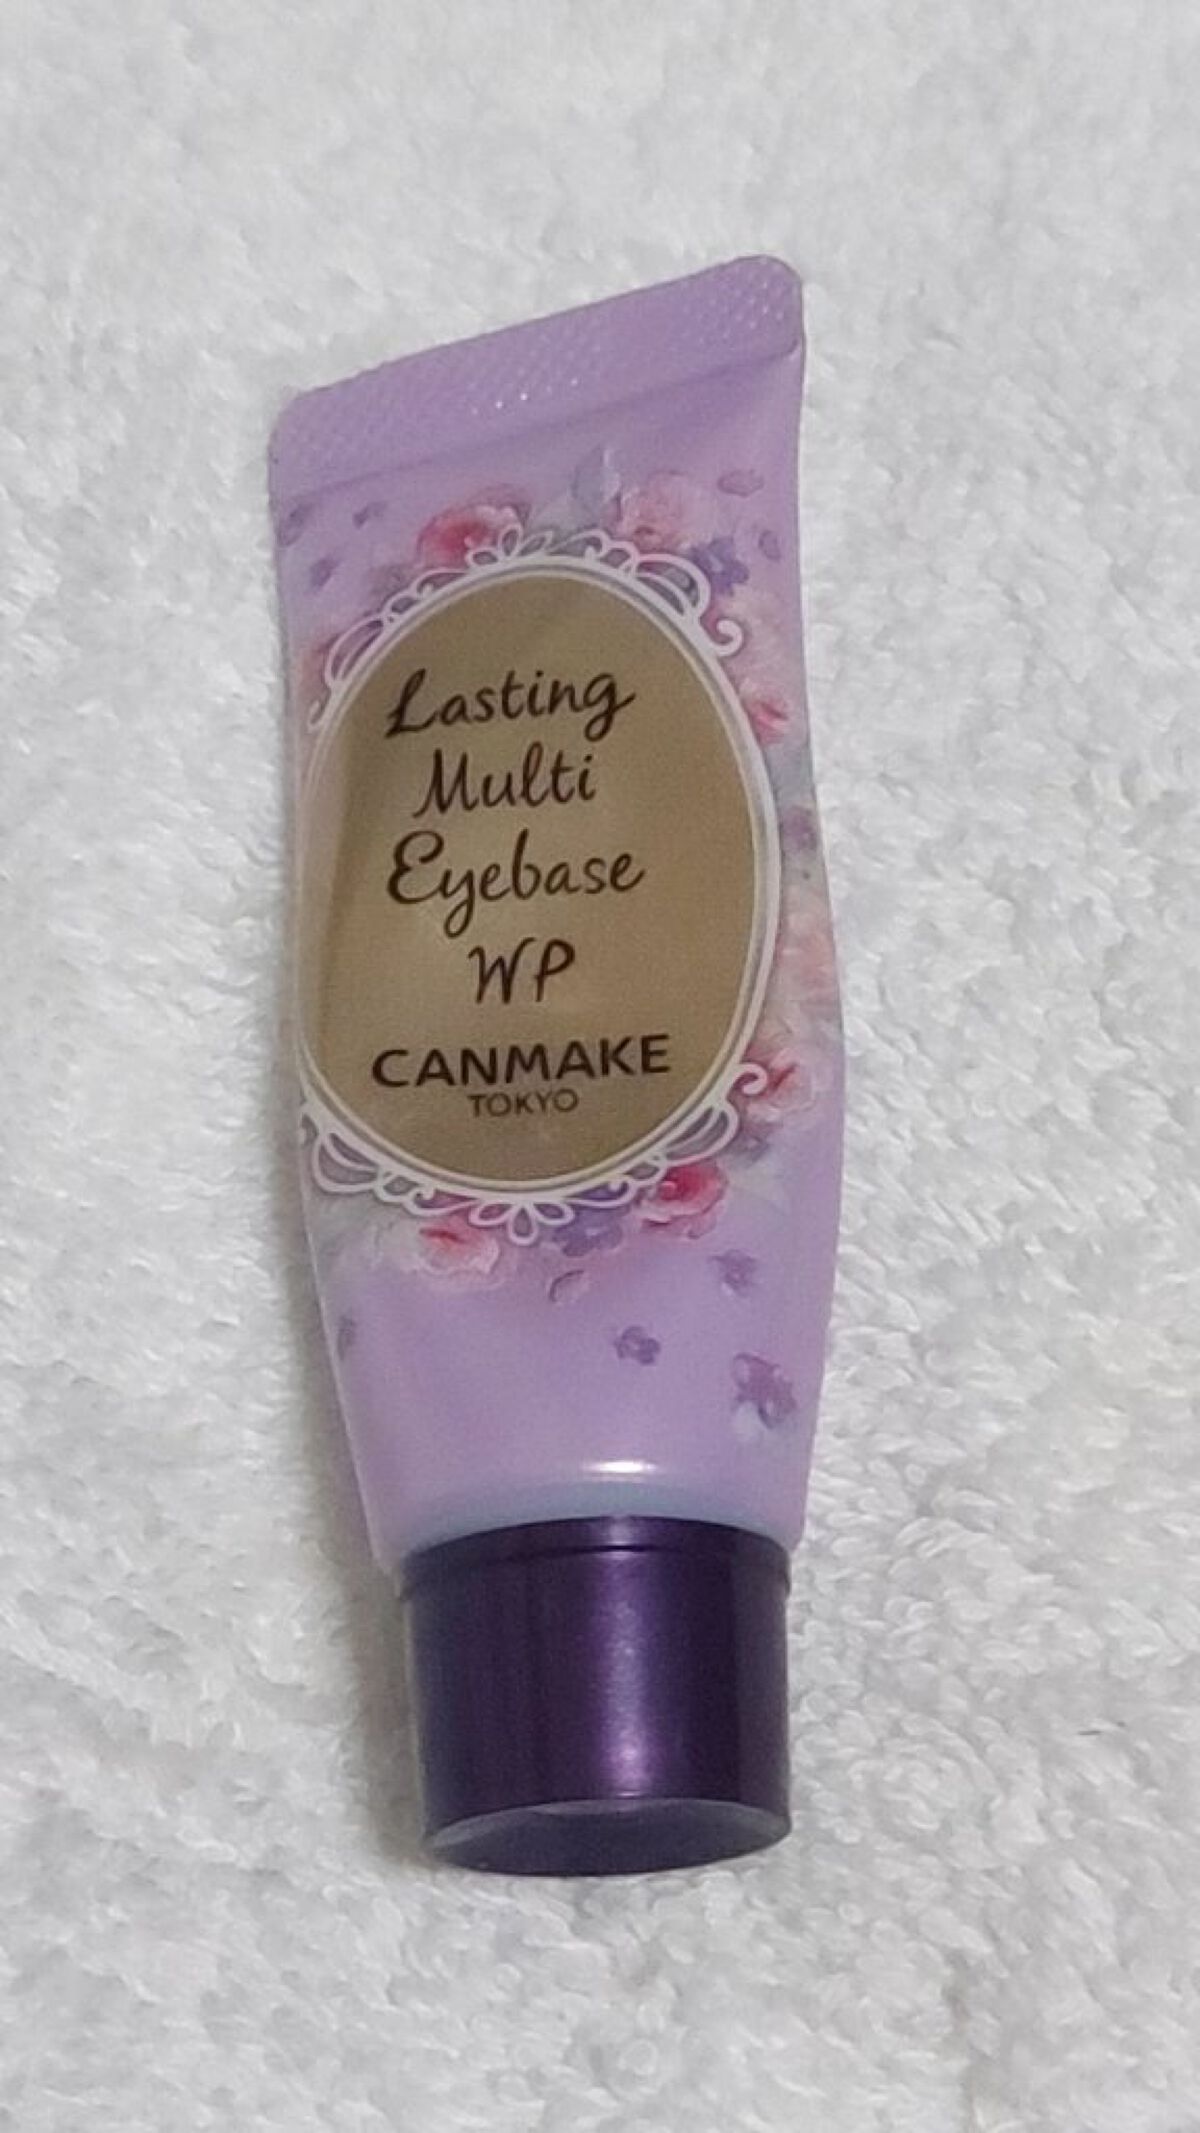 Lasting
Multi
Eyebase
WP
CANMAKE
TOKYO